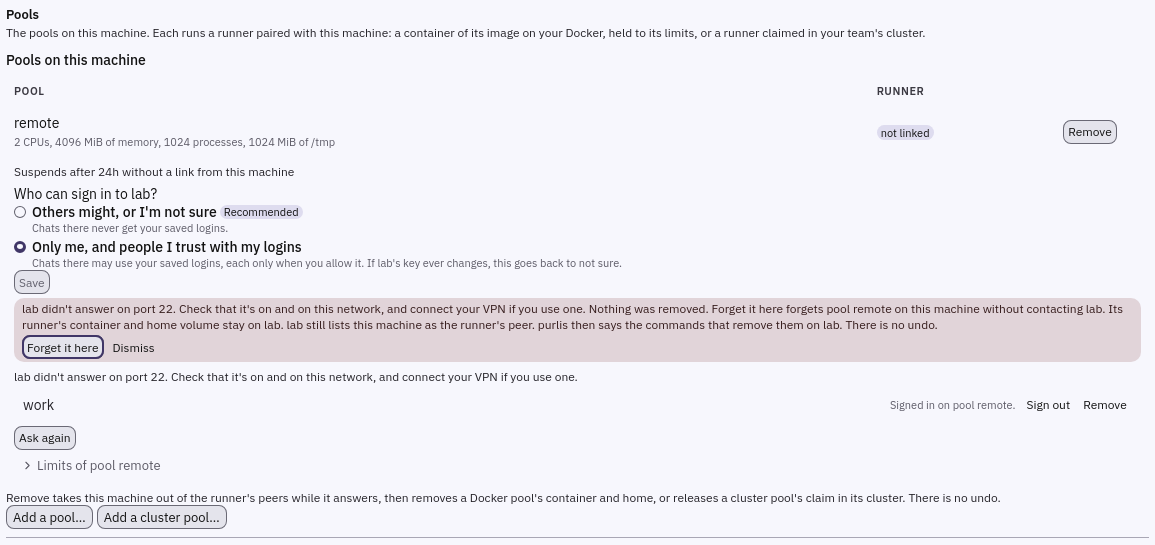 Pools
The pools on this machine. Each runs a runner paired with this machine: a container of its image on your Docker, held to its limits, or a runner claimed in your team's cluster.
Pools on this machine
POOL RUNNER
remote
2 CPUs, 4096 MiB of memory, 1024 processes, 1024 MiB of /tmp
not linked
Remove
Suspends after 24h without a link from this machine
Who can sign in to lab?
Others might, or I'm not sure Recommended
Chats there never get your saved logins.
Only me, and people I trust with my logins
Chats there may use your saved logins, each only when you allow it. If lab's key ever changes, this goes back to not sure.
Save
lab didn't answer on port 22. Check that it's on and on this network, and connect your VPN if you use one. Nothing was removed. Forget it here forgets pool remote on this machine without contacting lab. Its
runner's container and home volume stay on lab. lab still lists this machine as the runner's peer. purlis then says the commands that remove them on lab. There is no undo.
Forget it here Dismiss
lab didn't answer on port 22. Check that it's on and on this network, and connect your VPN if you use one.
work Signed in on pool remote. Sign out Remove
Ask again
Limits of pool remote
Remove takes this machine out of the runner's peers while it answers, then removes a Docker pool's container and home, or releases a cluster pool's claim in its cluster. There is no undo.
Add a pool... Add a cluster pool...